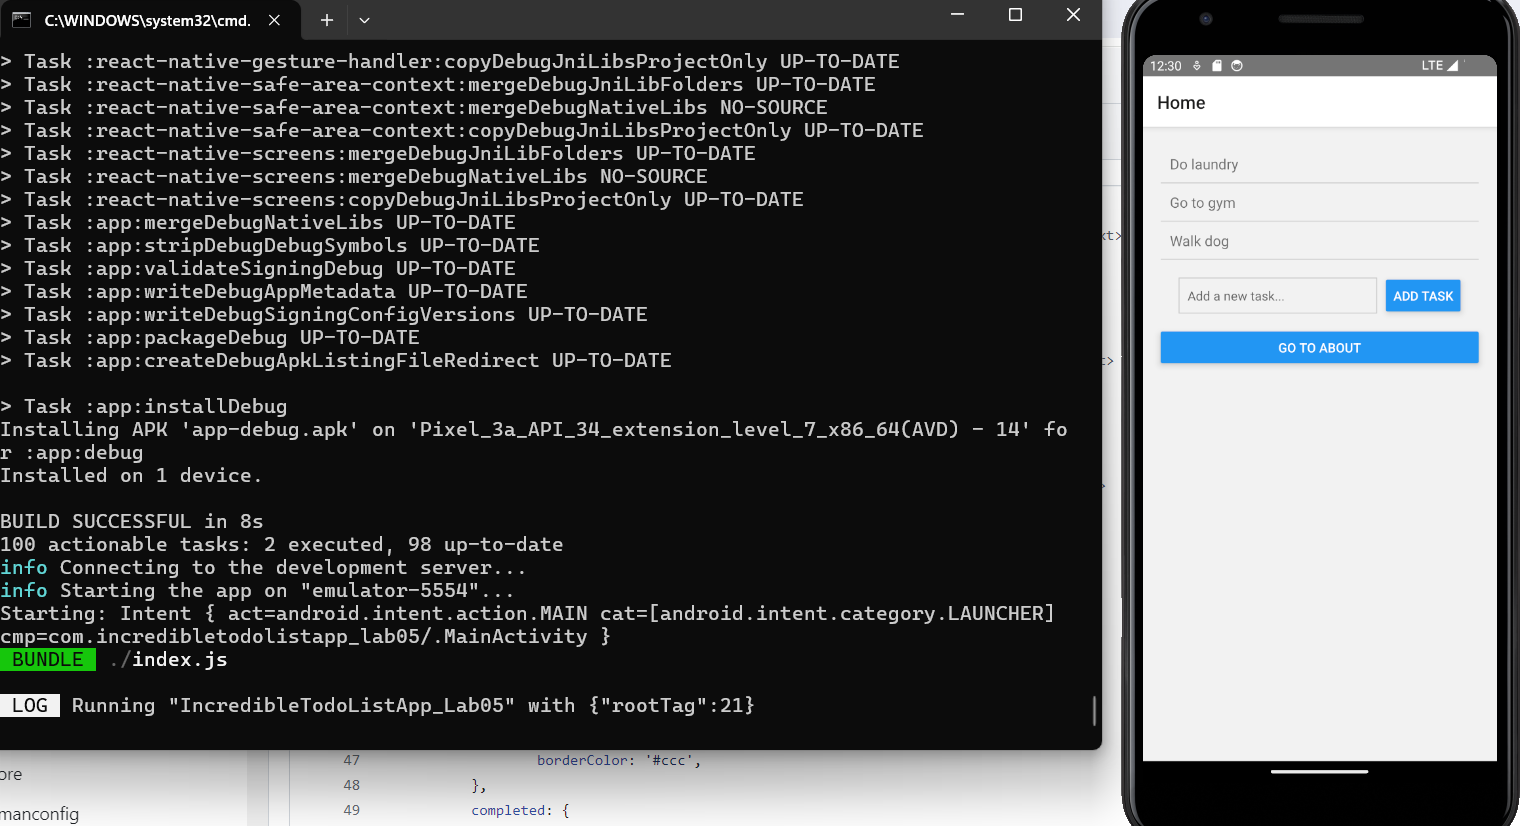 C:\WINDOWS\system32\cmd.
> Task :react-native-gesture-handler:copyDebugJniLibsProjectOnly UP-TO-DATE
> Task :react-native-safe-area-context:mergeDebugJniLibFolders UP-TO-DATE
> Task :react-native-safe-area-context:mergeDebugNativeLibs NO-SOURCE
> Task :react-native-safe-area-context:copyDebugJniLibsProjectOnly UP-TO-DATE
> Task :react-native-screens:mergeDebugJniLibFolders UP-TO-DATE
> Task :react-native-screens:mergeDebugNativeLibs NO-SOURCE
> Task :react-native-screens:copyDebugJniLibsProjectOnly UP-TO-DATE
> Task :app:mergeDebugNativeLibs UP-TO-DATE
> Task :app:stripDebugDebugSymbols UP-TO-DATE
> Task :app:validateSigningDebug UP-TO-DATE
> Task :app:writeDebugAppMetadata UP-TO-DATE
> Task :app:writeDebugSigningConfigVersions UP-TO-DATE
> Task :app:packageDebug UP-TO-DATE
> Task :app:createDebugApkListingFileRedirect UP-TO-DATE
> Task :app:installDebug
Installing APK 'app-debug.apk' on 'Pixel_3a_API_34_extension_level_7_x86_64(AVD) - 14' fo
r :app:debug
Installed on 1 device.
BUILD SUCCESSFUL in 8s
100 actionable tasks: 2 executed, 98 up-to-date
info Connecting to the development server...
info Starting the app on "emulator-5554"...
Starting: Intent { act=android.intent.action.MAIN cat=[android.intent.category.LAUNCHER]
cmp=com.incredibletodolistapp_lab05/.MainActivity }
BUNDLE ./index.js
LOG Running "IncredibleTodoListApp_Lab05" with {"rootTag":21}
ore
manconfig
47 borderColor: '#ccc',
48 },
49 completed: {
xt>
t>
>
12:30 LTE
Home
Do laundry
Go to gym
Walk dog
Add a new task... ADD TASK
GO TO ABOUT